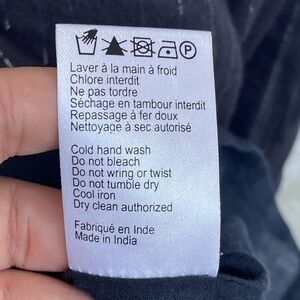 P
Laver à la main à froid
Chlore interdit
Ne pas tordre
Séchage en tambour interdit
Repassage à fer doux
Nettoyage à sec autorisé
Cold hand wash
Do not bleach
Do not wring or twist
Do not tumble dry
Cool iron
Dry clean authorized
Fabriqué en Inde
Made in India